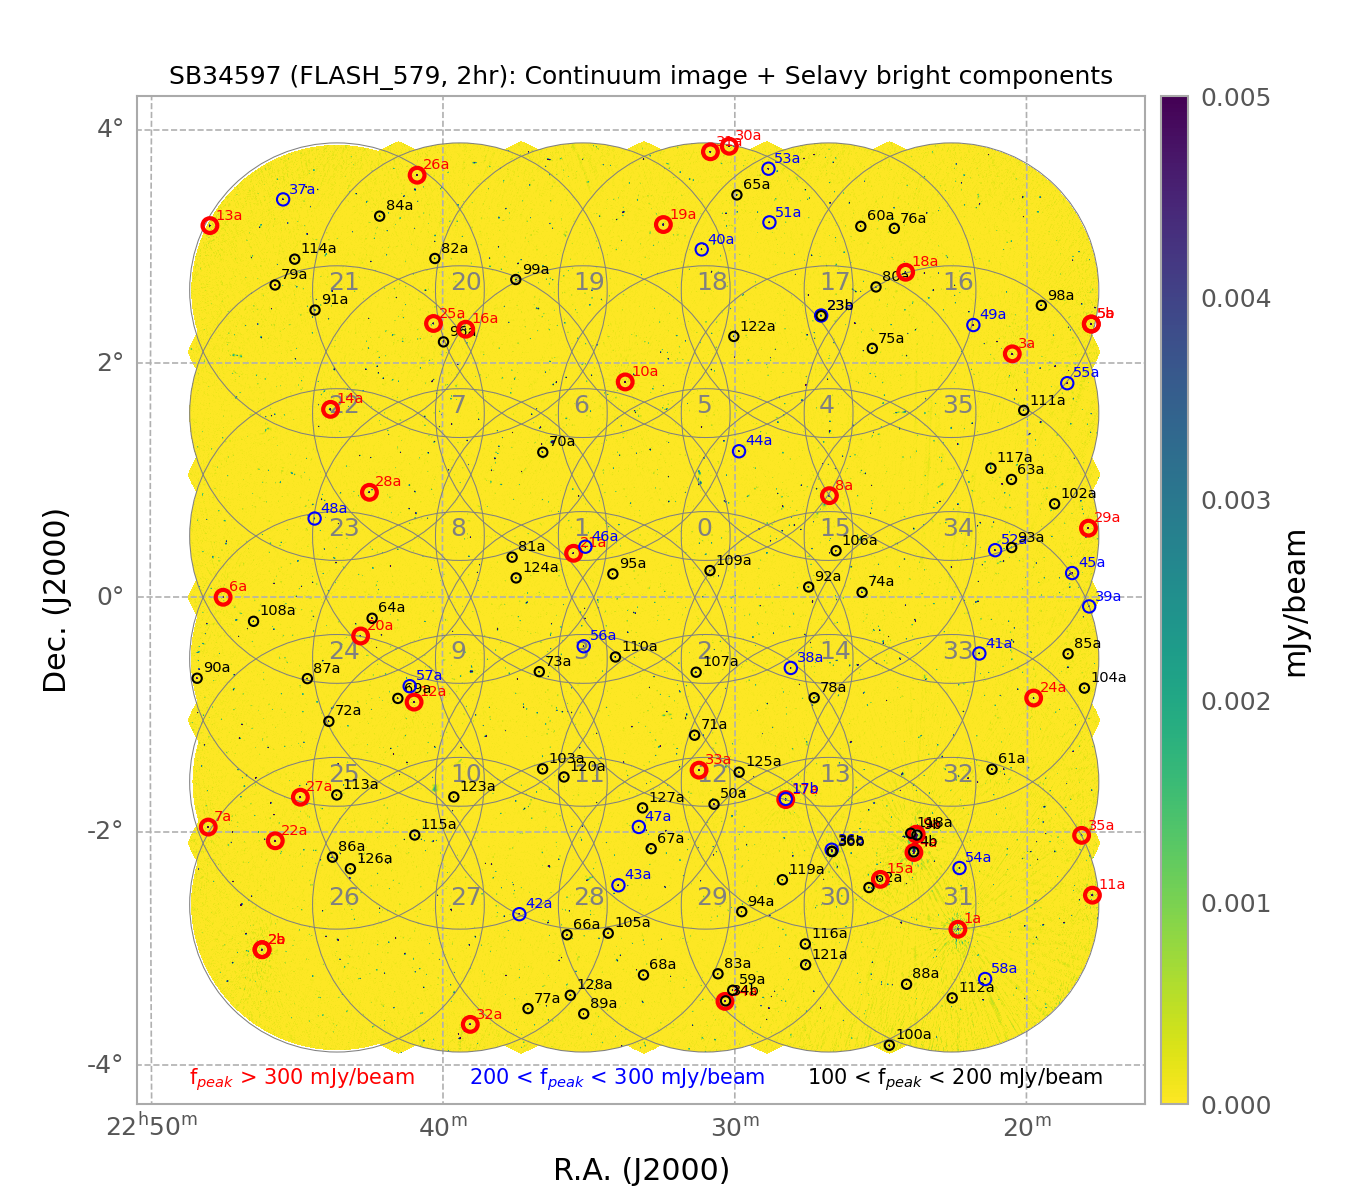 SB34597 (FLASH_579, 2hr): Continuum image + Selavy bright components
4°
2°
0°
-2°
-4°
Dec. (J2000)
22ʰ50ᵐ
40ᵐ
30ᵐ
20ᵐ
R.A. (J2000)
0.005
0.004
0.003
0.002
0.001
0.000
mJy/beam
30a
53a
26a
65a
37a
84a
13a
19a
51a
60a
76a
40a
114a
82a
99a
18a
79a
21
20
19
18
17
80a
16
91a
98a
23b
25a
16a
49a
5b
122a
75a
3a
10a
55a
14a
7
6
5
4
35
111a
70a
44a
117a
63a
28a
8a
102a
48a
29a
23
8
1
46a
0
15
34
52a
93a
81a
106a
124a
95a
109a
45a
6a
92a
74a
39a
108a
64a
20a
56a
24
9
110a
2
14
33
41a
85a
90a
87a
57a
73a
107a
38a
104a
69a
12a
78a
24a
72a
71a
103a
120a
33a
125a
61a
25
10
11
12
13
32
27a
113a
123a
127a
50a
17b
7a
115a
47a
118a
35a
22a
67a
86a
126a
54a
119a
15a
43a
11a
26
27
28
29
30
31
42a
94a
66a
105a
1a
116a
2b
121a
68a
83a
88a
58a
59a
112a
77a
128a
89a
34b
32a
100a
f_peak > 300 mJy/beam
200 < f_peak < 300 mJy/beam
100 < f_peak < 200 mJy/beam